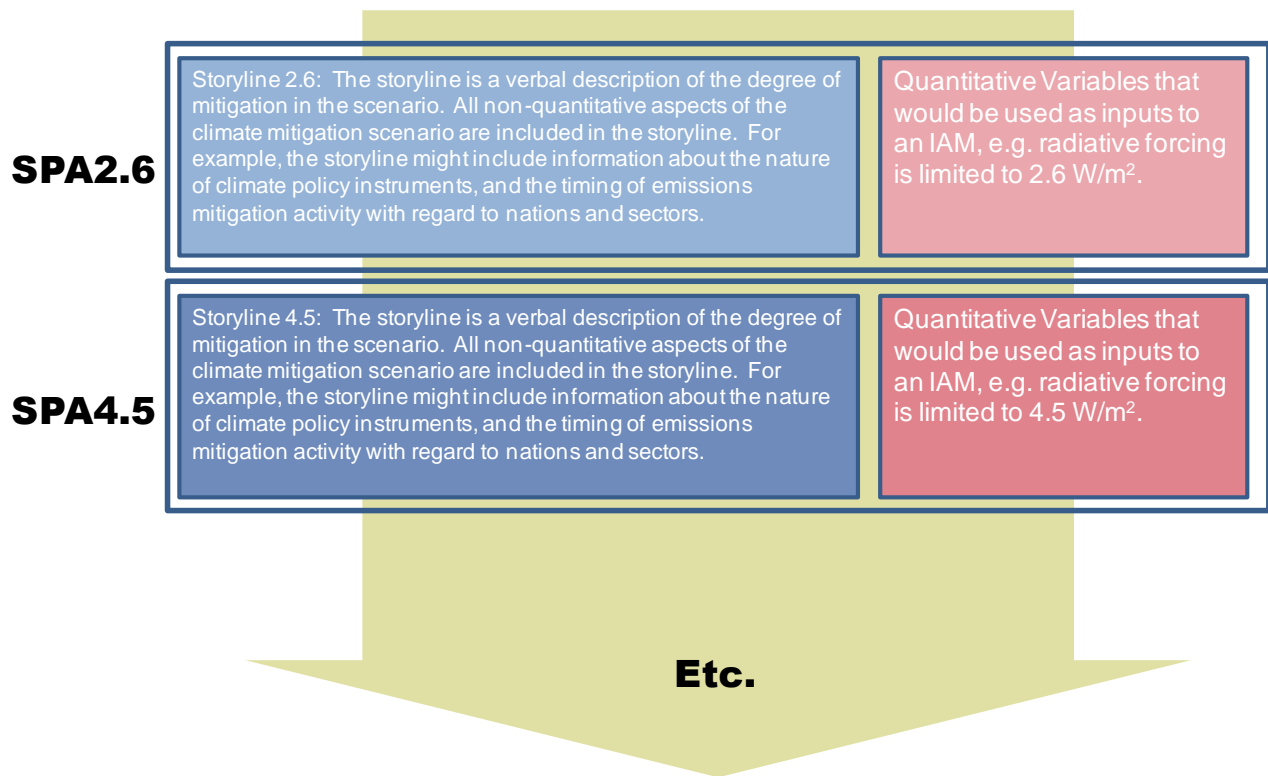 Storyline 2.6: The storyline is a verbal description of the degree of
mitigation in the scenario. All non-quantitative aspects of the
climate mitigation scenario are included in the storyline. For
example, the storyline might include information about the nature
of climate policy instruments, and the timing of emissions
mitigation activity with regard to nations and sectors.
Quantitative Variables that
would be used as inputs to
an IAM, e.g. radiative forcing
is limited to 2.6 W/m².
SPA2.6
Storyline 4.5: The storyline is a verbal description of the degree of
mitigation in the scenario. All non-quantitative aspects of the
climate mitigation scenario are included in the storyline. For
example, the storyline might include information about the nature
of climate policy instruments, and the timing of emissions
mitigation activity with regard to nations and sectors.
Quantitative Variables that
would be used as inputs to
an IAM, e.g. radiative forcing
is limited to 4.5 W/m².
SPA4.5
Etc.